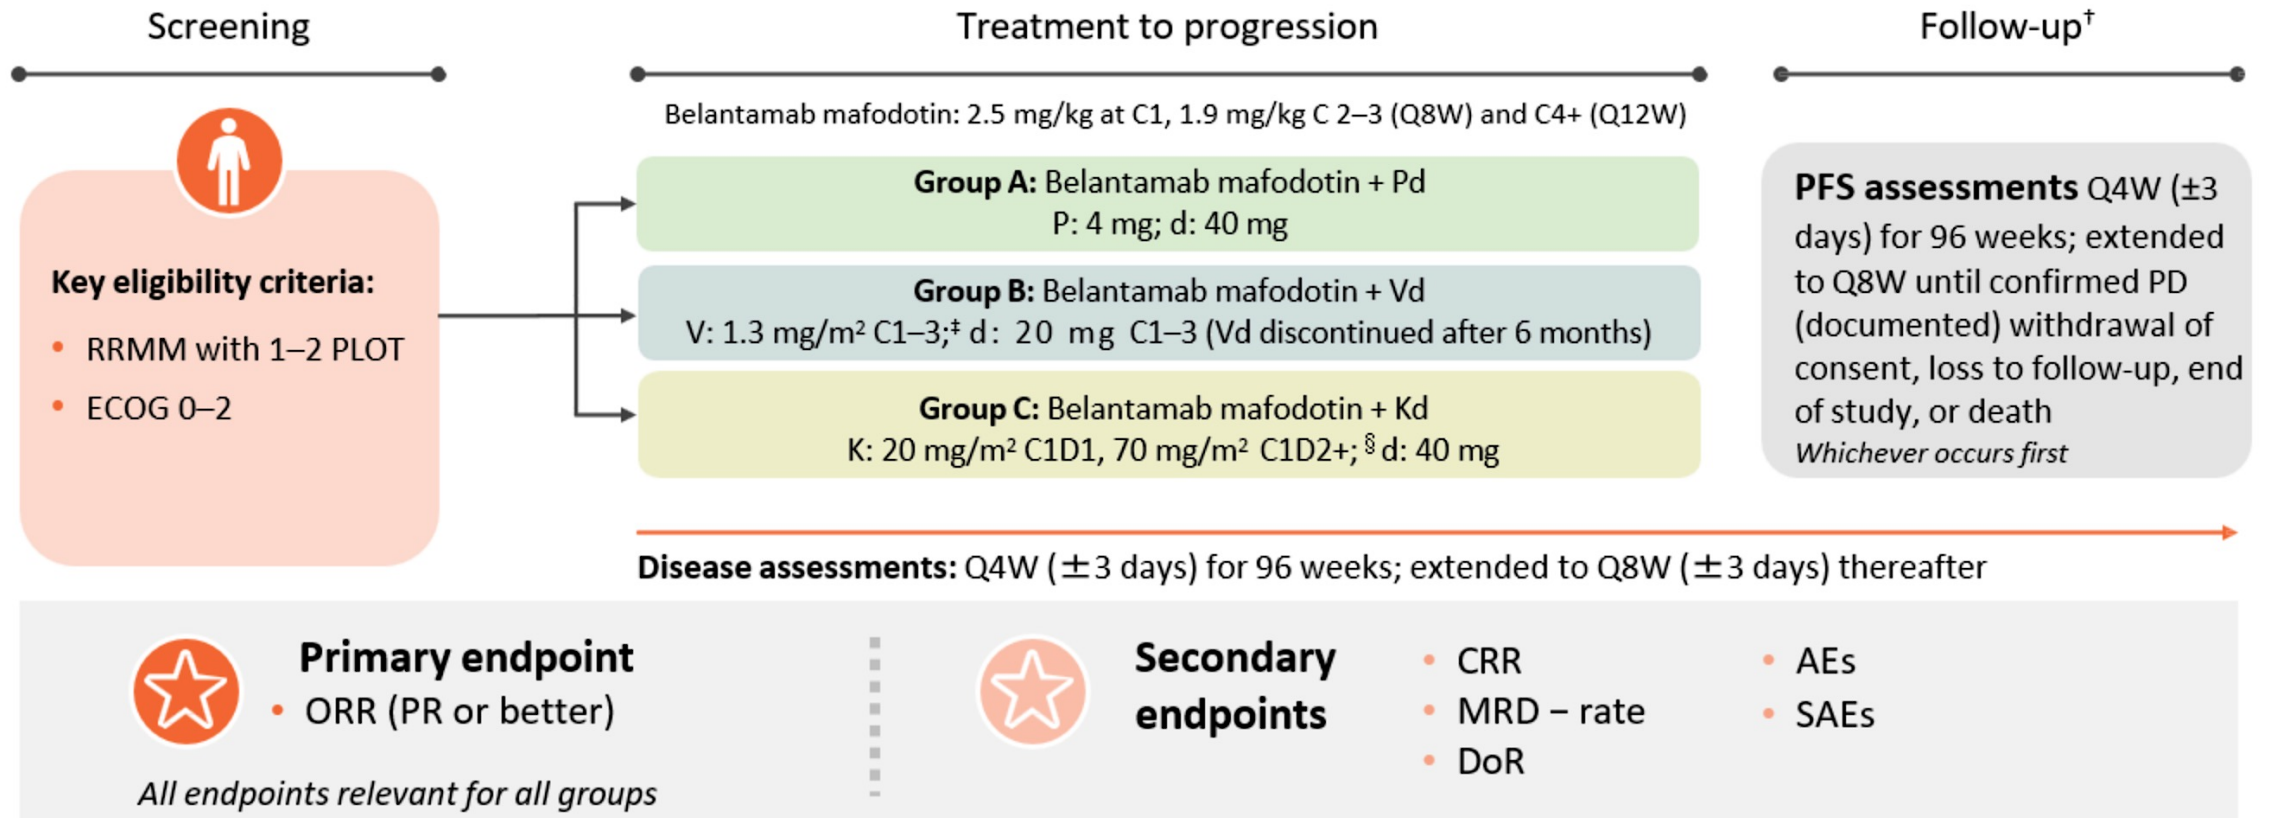 Screening
Treatment to progression
Follow-up†
Belantamab mafodotin: 2.5 mg/kg at C1, 1.9 mg/kg C 2–3 (Q8W) and C4+ (Q12W)
Key eligibility criteria:
• RRMM with 1–2 PLOT
• ECOG 0–2
Group A: Belantamab mafodotin + Pd
P: 4 mg; d: 40 mg
Group B: Belantamab mafodotin + Vd
V: 1.3 mg/m² C1–3;‡ d: 20 mg C1–3 (Vd discontinued after 6 months)
Group C: Belantamab mafodotin + Kd
K: 20 mg/m² C1D1, 70 mg/m² C1D2+;§ d: 40 mg
PFS assessments Q4W (±3
days) for 96 weeks; extended
to Q8W until confirmed PD
(documented) withdrawal of
consent, loss to follow-up, end
of study, or death
Whichever occurs first
Disease assessments: Q4W (±3 days) for 96 weeks; extended to Q8W (±3 days) thereafter
Primary endpoint
• ORR (PR or better)
All endpoints relevant for all groups
Secondary
endpoints
• CRR
• MRD – rate
• DoR
• AEs
• SAEs